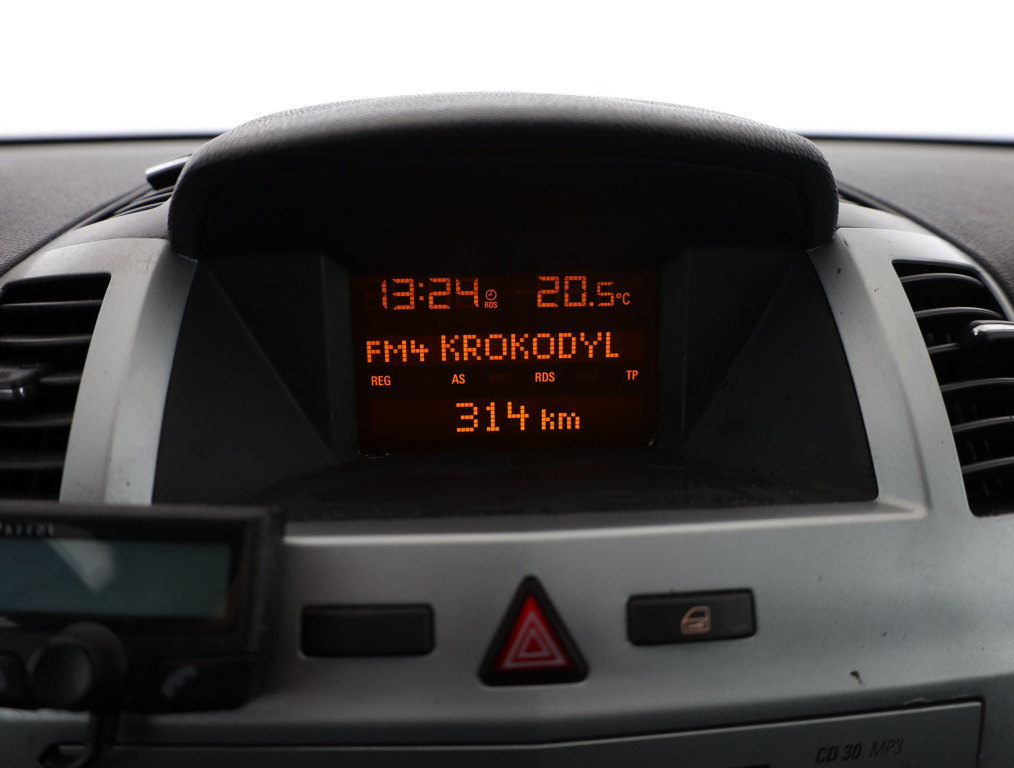 13:24 RDS 20.5°C
FM4 KROKODYL
REG AS RDS TP
314 km
CD 30 MP3